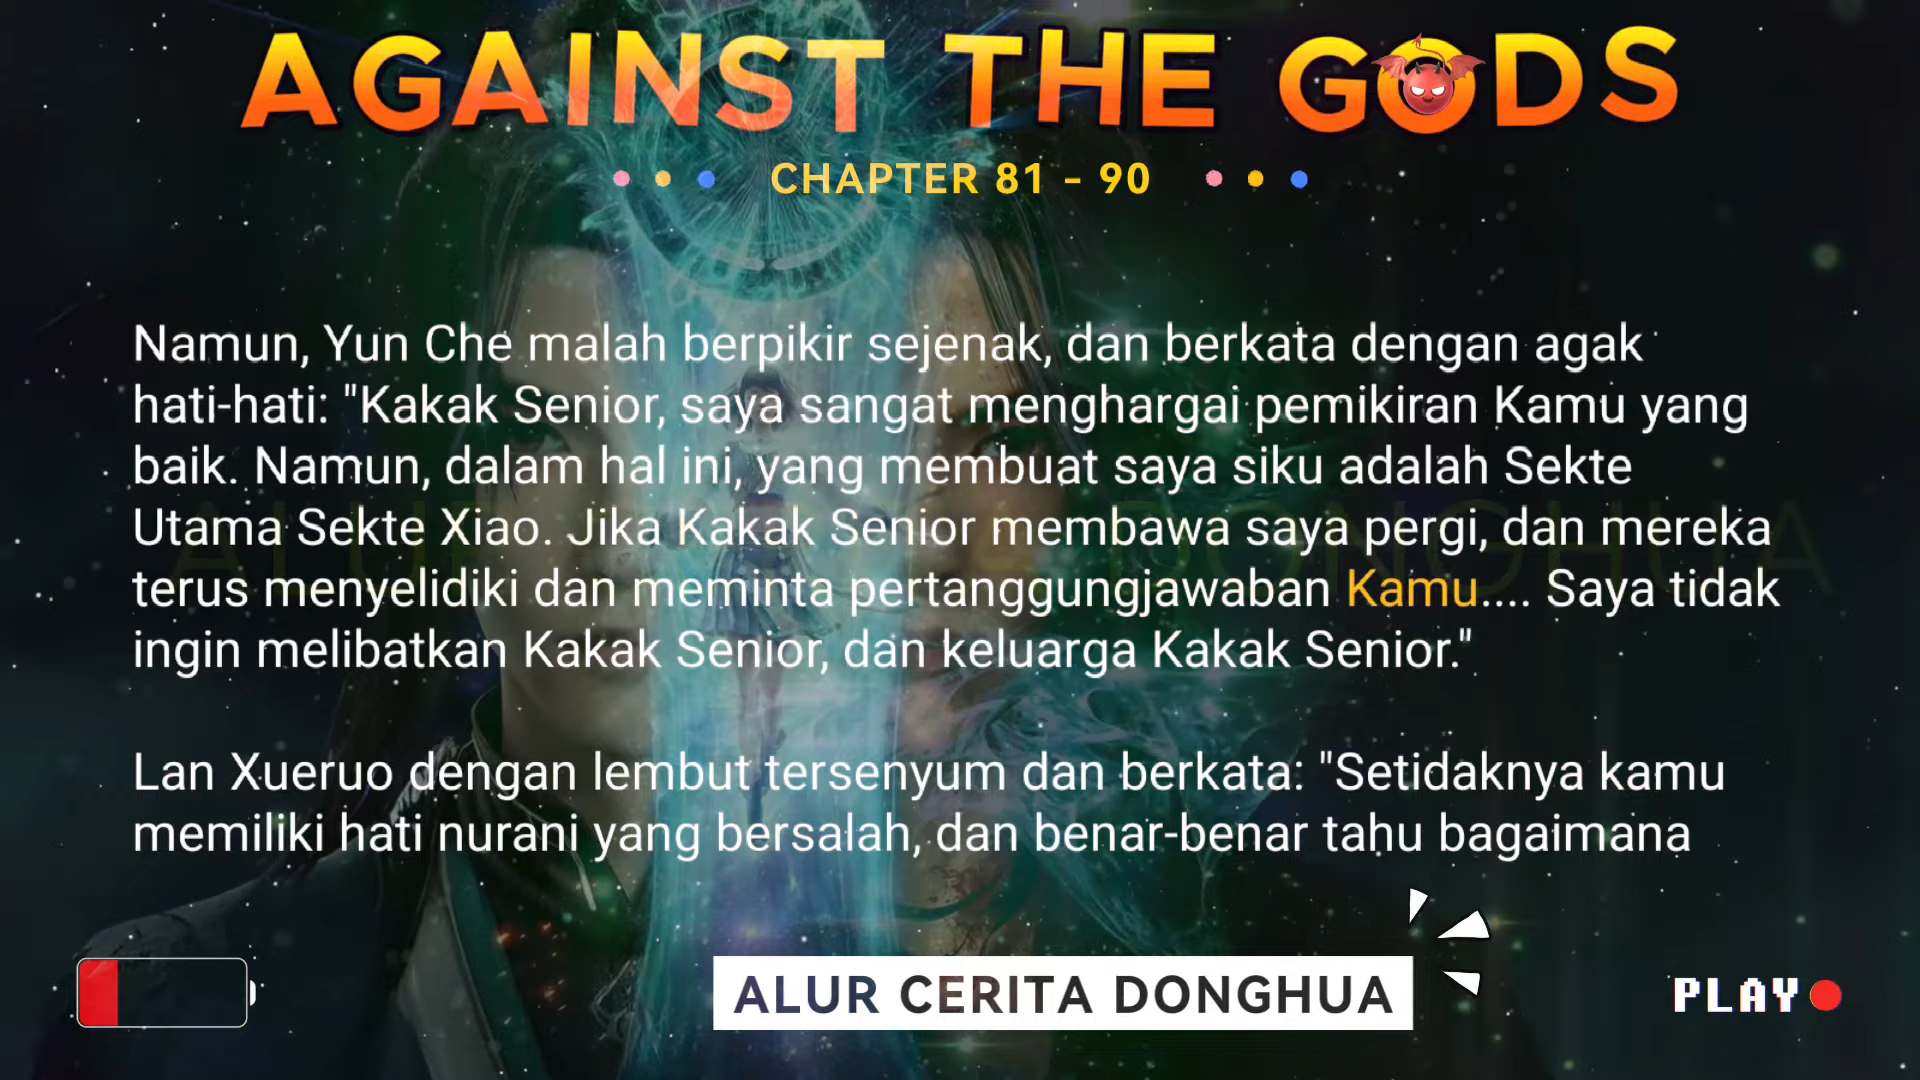 AGAINST THE GODS
CHAPTER 81 - 90
Namun, Yun Che malah berpikir sejenak, dan berkata dengan agak
hati-hati: "Kakak Senior, saya sangat menghargai pemikiran Kamu yang
baik. Namun, dalam hal ini, yang membuat saya siku adalah Sekte
Utama Sekte Xiao. Jika Kakak Senior membawa saya pergi, dan mereka
terus menyelidiki dan meminta pertanggungjawaban Kamu.... Saya tidak
ingin melibatkan Kakak Senior, dan keluarga Kakak Senior."
Lan Xueruo dengan lembut tersenyum dan berkata: "Setidaknya kamu
memiliki hati nurani yang bersalah, dan benar-benar tahu bagaimana
ALUR CERITA DONGHUA
PLAY